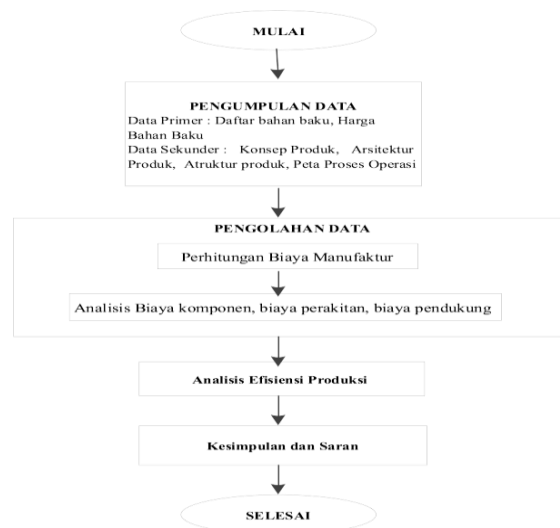 MULAI
PENGUMPULAN DATA
Data Primer : Daftar bahan baku, Harga
Bahan Baku
Data Sekunder : Konsep Produk, Arsitektur
Produk, Atruktur produk, Peta Proses Operasi
PENGOLAHAN DATA
Perhitungan Biaya Manufaktur
Analisis Biaya komponen, biaya perakitan, biaya pendukung
Analisis Efisiensi Produksi
Kesimpulan dan Saran
SELESAI